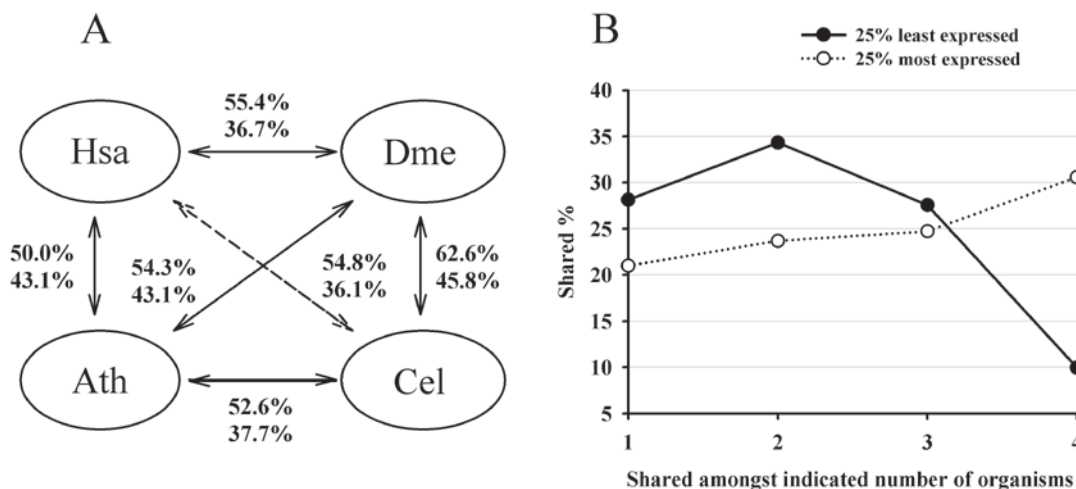 A
Hsa
Dme
Ath
Cel
55.4%
36.7%
50.0%
43.1%
54.3%
43.1%
54.8%
36.1%
62.6%
45.8%
52.6%
37.7%
B
25% least expressed
25% most expressed
Shared %
40
35
30
25
20
15
10
5
1
2
3
4
Shared amongst indicated number of organisms